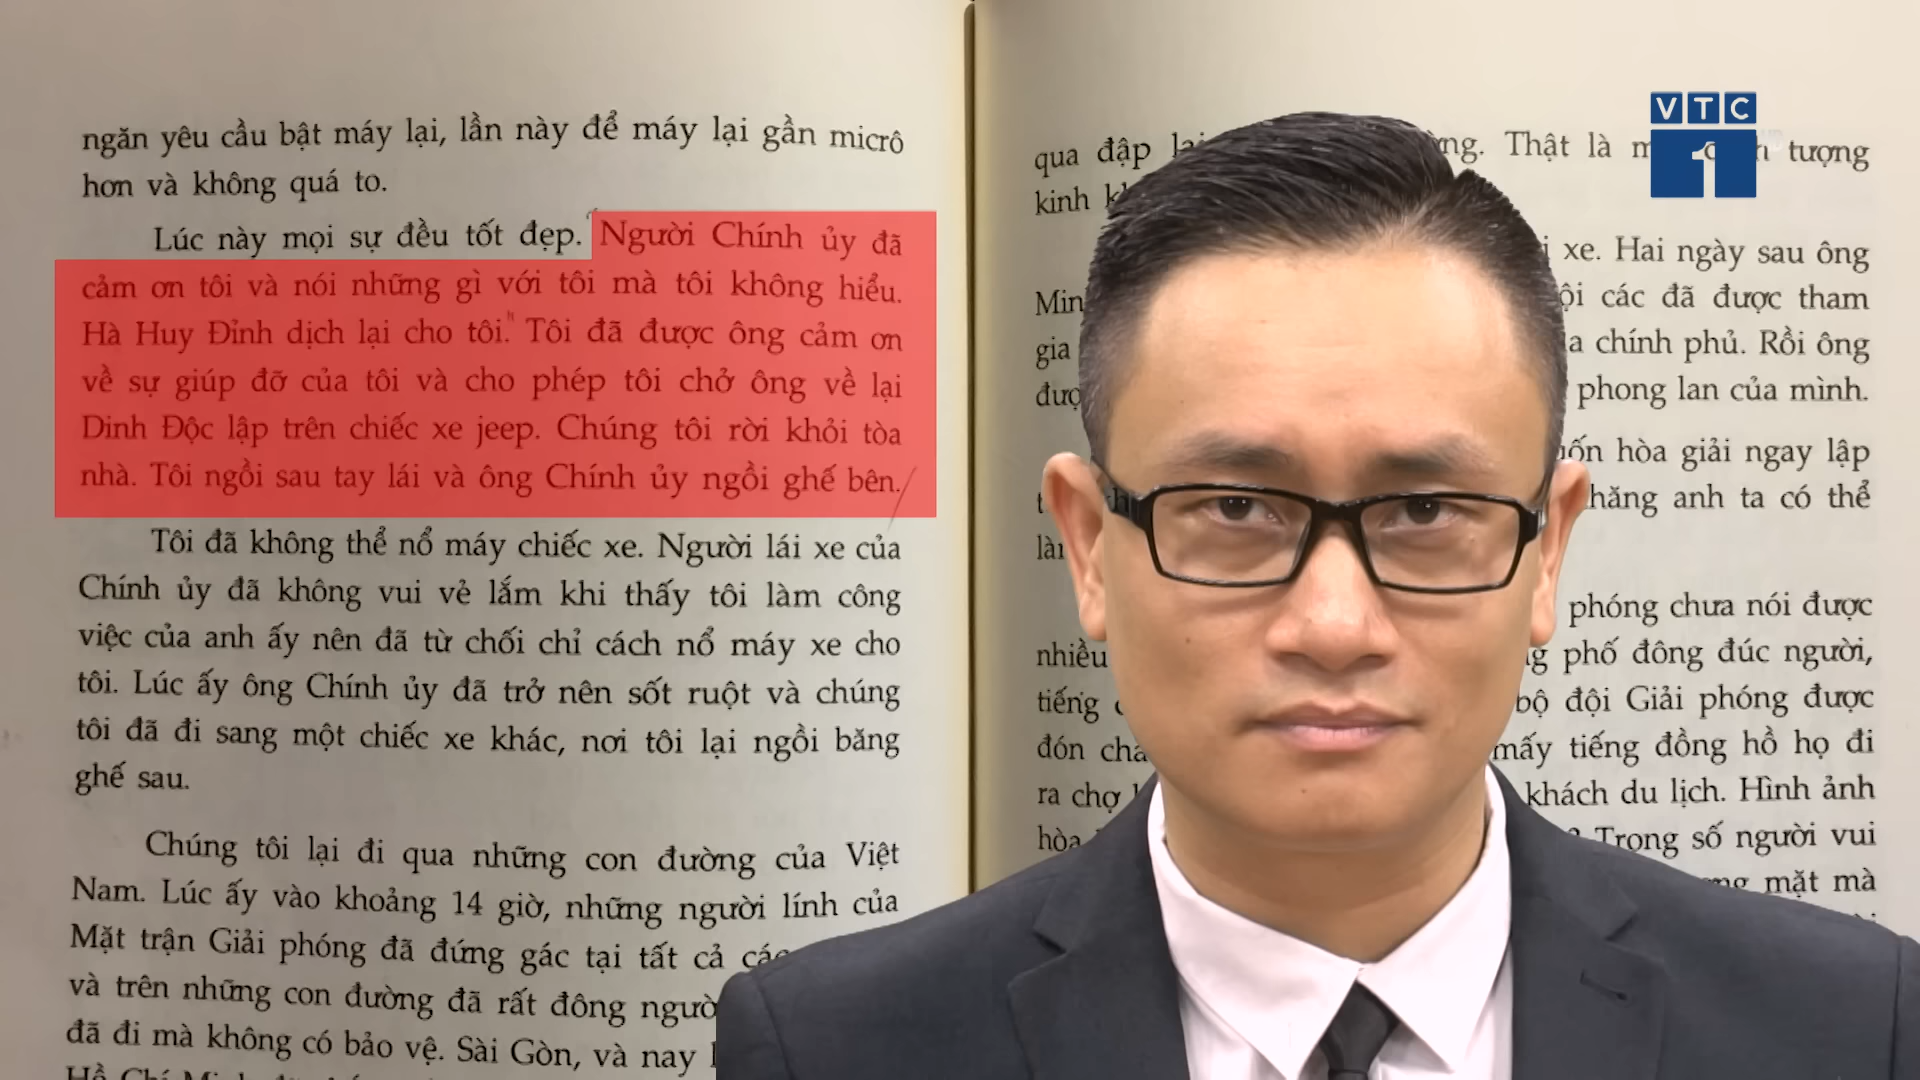 ngăn yêu cầu bật máy lại, lần này để máy lại gần micrô
hơn và không quá to.
Lúc này mọi sự đều tốt đẹp. Người Chính ủy đã
cảm ơn tôi và nói những gì với tôi mà tôi không hiểu.
Hà Huy Đỉnh dịch lại cho tôi." Tôi đã được ông cảm ơn
về sự giúp đỡ của tôi và cho phép tôi chở ông về lại
Dinh Độc lập trên chiếc xe jeep. Chúng tôi rời khỏi tòa
nhà. Tôi ngồi sau tay lái và ông Chính ủy ngồi ghế bên.
Tôi đã không thể nổ máy chiếc xe. Người lái xe của
Chính ủy đã không vui vẻ lắm khi thấy tôi làm công
việc của anh ấy nên đã từ chối chỉ cách nổ máy xe cho
tôi. Lúc ấy ông Chính ủy đã trở nên sốt ruột và chúng
tôi đã đi sang một chiếc xe khác, nơi tôi lại ngồi băng
ghế sau.
Chúng tôi lại đi qua những con đường của Việt
Nam. Lúc ấy vào khoảng 14 giờ, những người lính của
Mặt trận Giải phóng đã đứng gác tại tất cả
và trên những con đường đã rất đông
đã đi mà không có bảo vệ. Sài Gòn, và nay
VTC
1
qua đập Thật là tượng
kinh
xe. Hai ngày sau ông
các đã được tham
gia chính phủ. Rồi ông
phong lan của mình.
hòa giải ngay lập
anh ta có thể
phóng chưa nói được
nhiều phố đông đúc người,
tiếng bộ đội Giải phóng được
đón mấy tiếng đồng hồ họ đi
ra chợ khách du lịch. Hình ảnh
hòa Trong số người vui
mặt mà